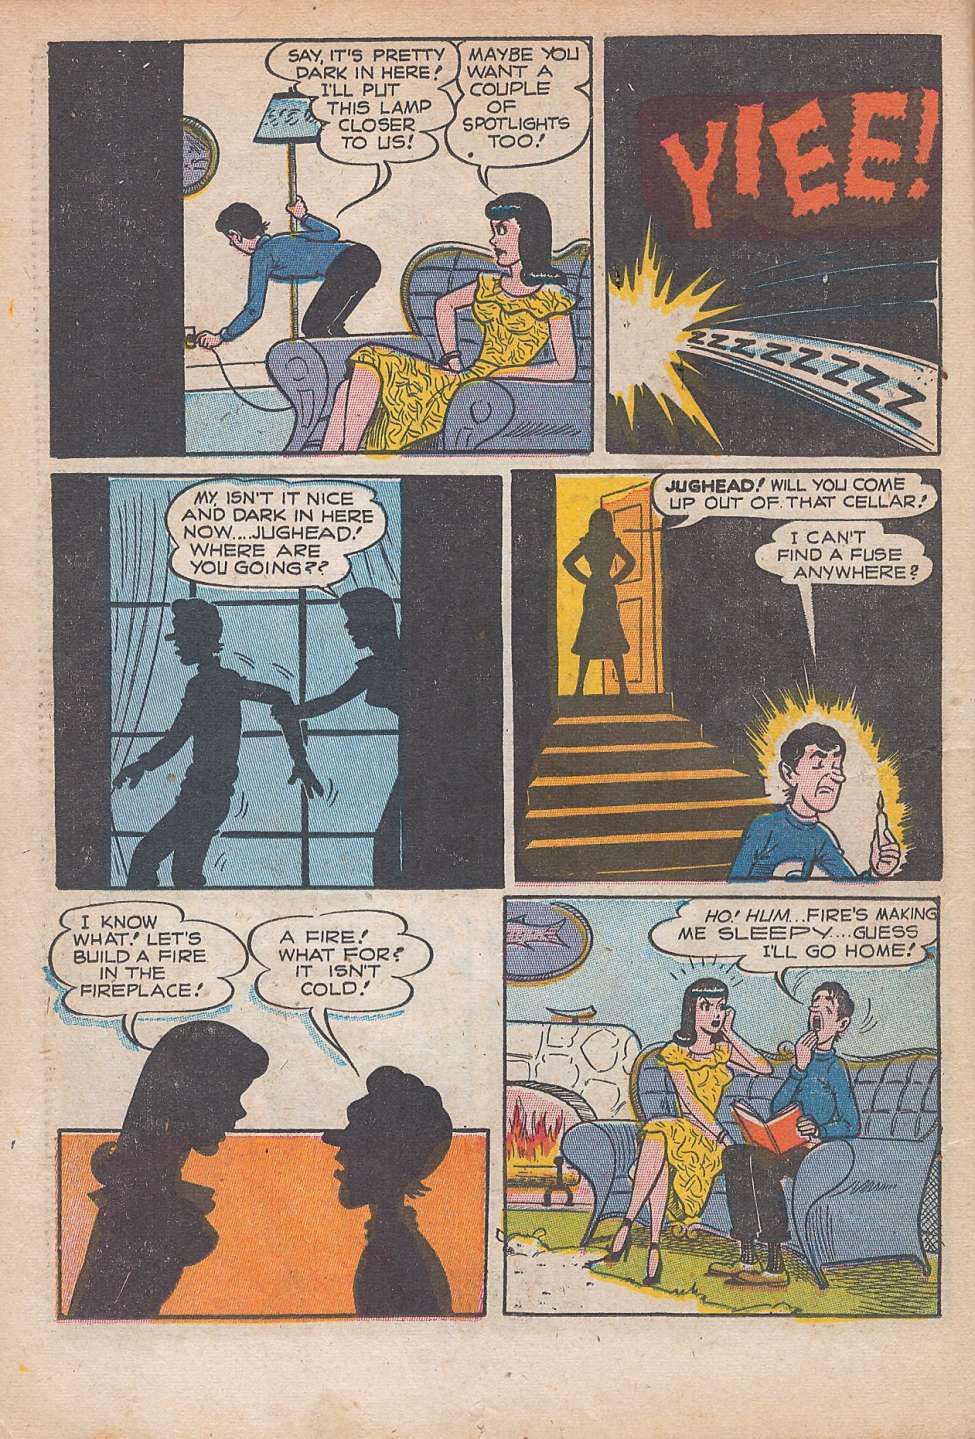 SAY, IT'S PRETTY
DARK IN HERE!
I'LL PUT
THIS LAMP
CLOSER
TO US!
MAYBE YOU
WANT A
COUPLE
OF
SPOTLIGHTS
TOO!
YIEE!
ZZZZZZZZZ
MY, ISN'T IT NICE
AND DARK IN HERE
NOW....JUGHEAD!
WHERE ARE
YOU GOING??
JUGHEAD! WILL YOU COME
UP OUT OF THAT CELLAR!
I CAN'T
FIND A FUSE
ANYWHERE?
I KNOW
WHAT! LET'S
BUILD A FIRE
IN THE
FIREPLACE!
A FIRE!
WHAT FOR?
IT ISN'T
COLD!
HO! HUM...FIRE'S MAKING
ME SLEEPY....GUESS
I'LL GO HOME!